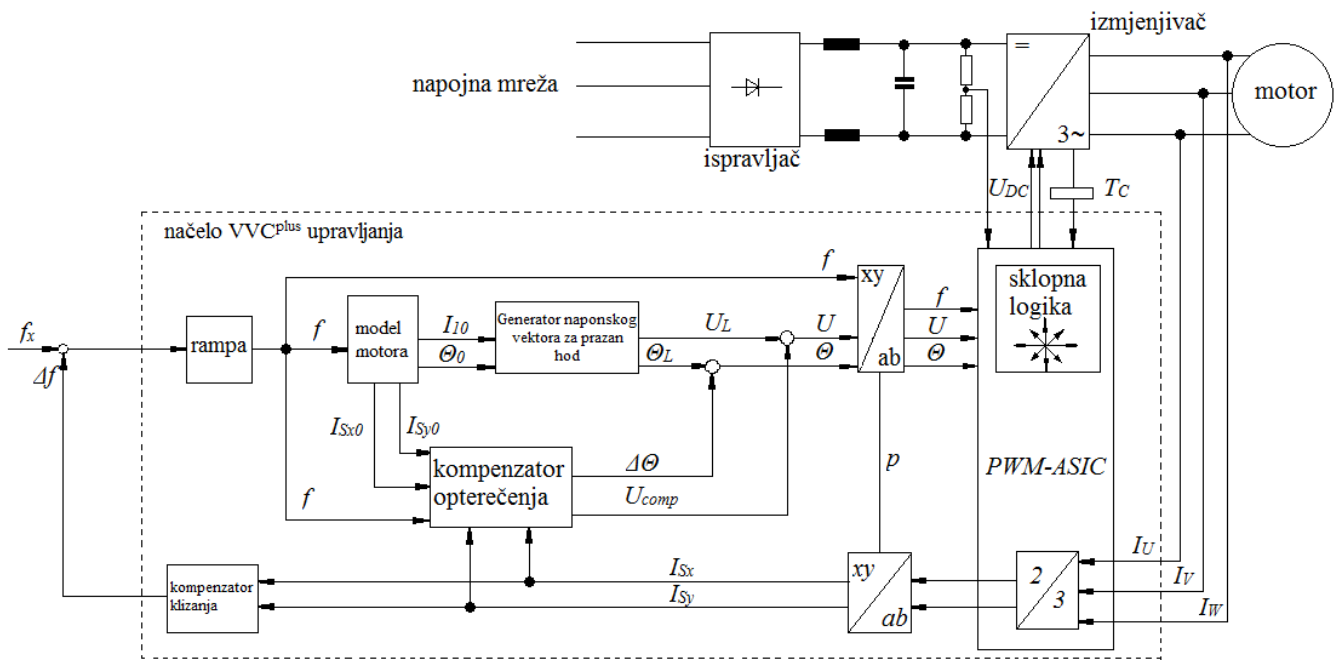 izmjenjivač
=
napojna mreža
motor
3~
ispravljač
U_DC
T_C
načelo VVC^plus upravljanja
f
xy
sklopna
logika
f_x
f
model
motora
I_10
Generator naponskog
vektora za prazan
hod
U_L
U
f
U
rampa
Θ_0
Θ_L
Θ
ab
Θ
Δf
I_Sx0
I_Sy0
kompenzator
opterečenja
ΔΘ
U_comp
f
p
PWM-ASIC
I_U
I_V
I_W
kompenzator
klizanja
I_Sx
I_Sy
xy
ab
2
3